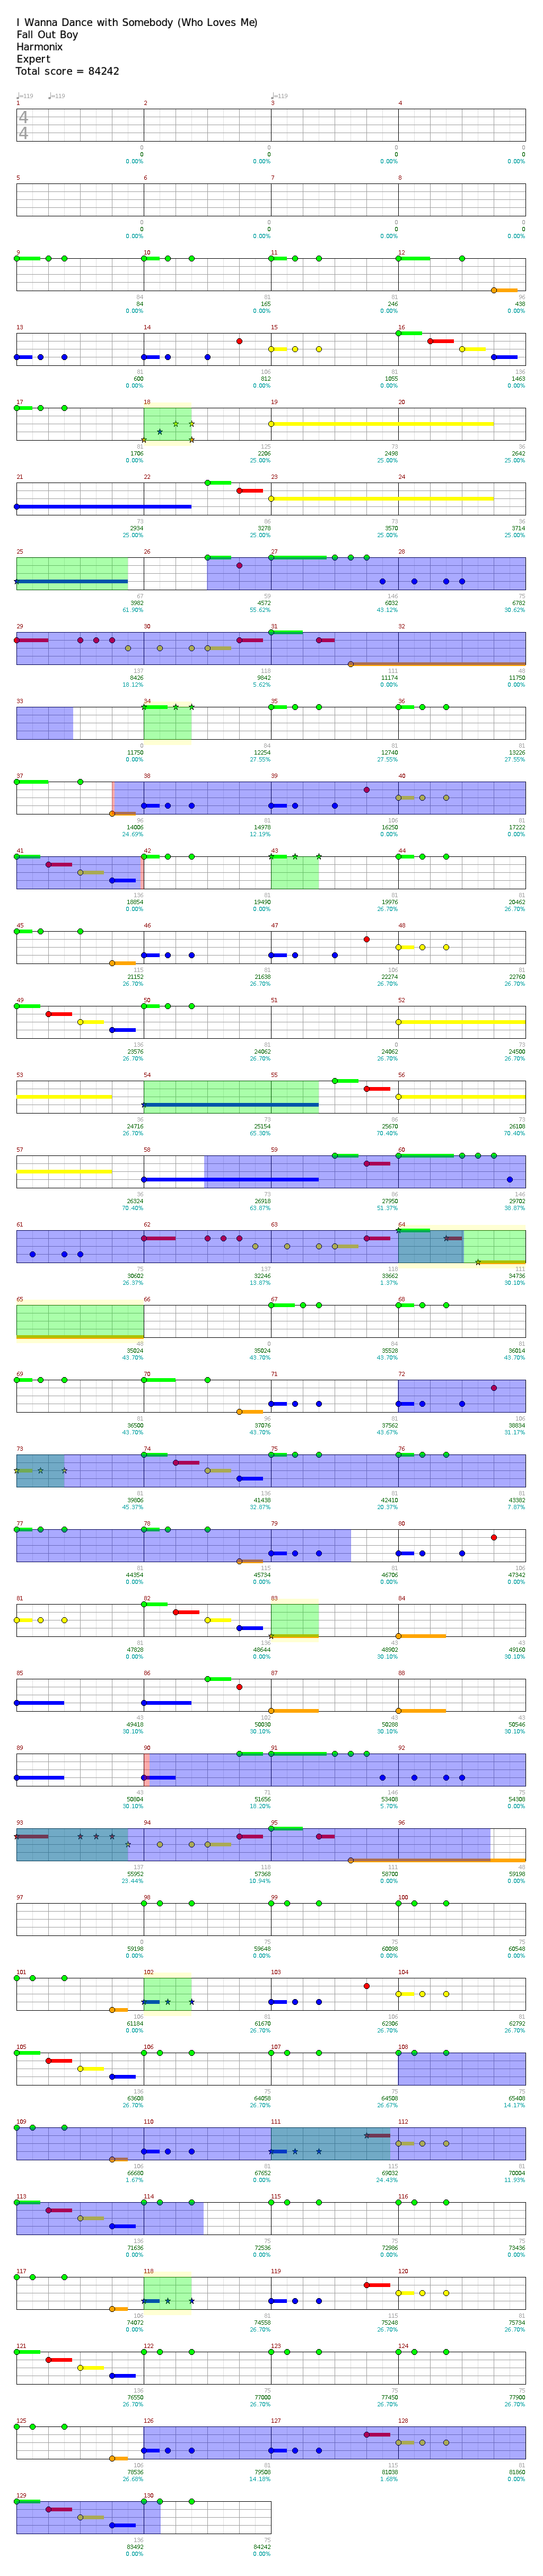 I Wanna Dance with Somebody (Who Loves Me)
Fall Out Boy
Harmonix
Expert
Total score = 84242
♩=119 ♩=119 ♩=119
1 2 3 4
4
4
0 0 0 0
0 0 0 0
0.00% 0.00% 0.00% 0.00%
5 6 7 8
0 0 0 0
0 0 0 0
0.00% 0.00% 0.00% 0.00%
9 10 11 12
84 81 81 96
84 165 246 438
0.00% 0.00% 0.00% 0.00%
13 14 15 16
81 106 81 136
600 812 1055 1463
0.00% 0.00% 0.00% 0.00%
17 18 19 20
81 125 73 36
1706 2206 2498 2642
0.00% 25.00% 25.00% 25.00%
21 22 23 24
73 86 73 36
2934 3278 3570 3714
25.00% 25.00% 25.00% 25.00%
25 26 27 28
67 59 146 75
3982 4572 6032 6782
61.90% 55.62% 43.12% 30.62%
29 30 31 32
137 118 111 48
8426 9842 11174 11750
18.12% 5.62% 0.00% 0.00%
33 34 35 36
0 84 81 81
11750 12254 12740 13226
0.00% 27.55% 27.55% 27.55%
37 38 39 40
96 81 106 81
14006 14978 16250 17222
24.69% 12.19% 0.00% 0.00%
41 42 43 44
136 81 81 81
18854 19490 19976 20462
0.00% 0.00% 26.70% 26.70%
45 46 47 48
115 81 106 81
21152 21638 22274 22760
26.70% 26.70% 26.70% 26.70%
49 50 51 52
136 81 0 73
23576 24062 24062 24500
26.70% 26.70% 26.70% 26.70%
53 54 55 56
36 73 86 73
24716 25154 25670 26108
26.70% 65.30% 70.40% 70.40%
57 58 59 60
36 73 86 146
26324 26918 27950 29702
70.40% 63.87% 51.37% 38.87%
61 62 63 64
75 137 118 111
30602 32246 33662 34736
26.37% 13.87% 1.37% 30.10%
65 66 67 68
48 0 84 81
35024 35024 35528 36014
43.70% 43.70% 43.70% 43.70%
69 70 71 72
81 96 81 106
36500 37076 37562 38834
43.70% 43.70% 43.67% 31.17%
73 74 75 76
81 136 81 81
39806 41438 42410 43382
45.37% 32.87% 20.37% 7.87%
77 78 79 80
81 115 81 106
44354 45734 46706 47342
0.00% 0.00% 0.00% 0.00%
81 82 83 84
81 136 43 43
47828 48644 48902 49160
0.00% 0.00% 30.10% 30.10%
85 86 87 88
43 102 43 43
49418 50030 50288 50546
30.10% 30.10% 30.10% 30.10%
89 90 91 92
43 71 146 75
50804 51656 53408 54308
30.10% 18.20% 5.70% 0.00%
93 94 95 96
137 118 111 48
55952 57368 58700 59198
23.44% 10.94% 0.00% 0.00%
97 98 99 100
0 75 75 75
59198 59648 60098 60548
0.00% 0.00% 0.00% 0.00%
101 102 103 104
106 81 106 81
61184 61670 62306 62792
0.00% 26.70% 26.70% 26.70%
105 106 107 108
136 75 75 75
63608 64058 64508 65408
26.70% 26.70% 26.67% 14.17%
109 110 111 112
106 81 115 81
66680 67652 69032 70004
1.67% 0.00% 24.43% 11.93%
113 114 115 116
136 75 75 75
71636 72536 72986 73436
0.00% 0.00% 0.00% 0.00%
117 118 119 120
106 81 115 81
74072 74558 75248 75734
0.00% 26.70% 26.70% 26.70%
121 122 123 124
136 75 75 75
76550 77000 77450 77900
26.70% 26.70% 26.70% 26.70%
125 126 127 128
106 81 115 81
78536 79508 81038 81860
26.68% 14.18% 1.68% 0.00%
129 130
136 75
83492 84242
0.00% 0.00%